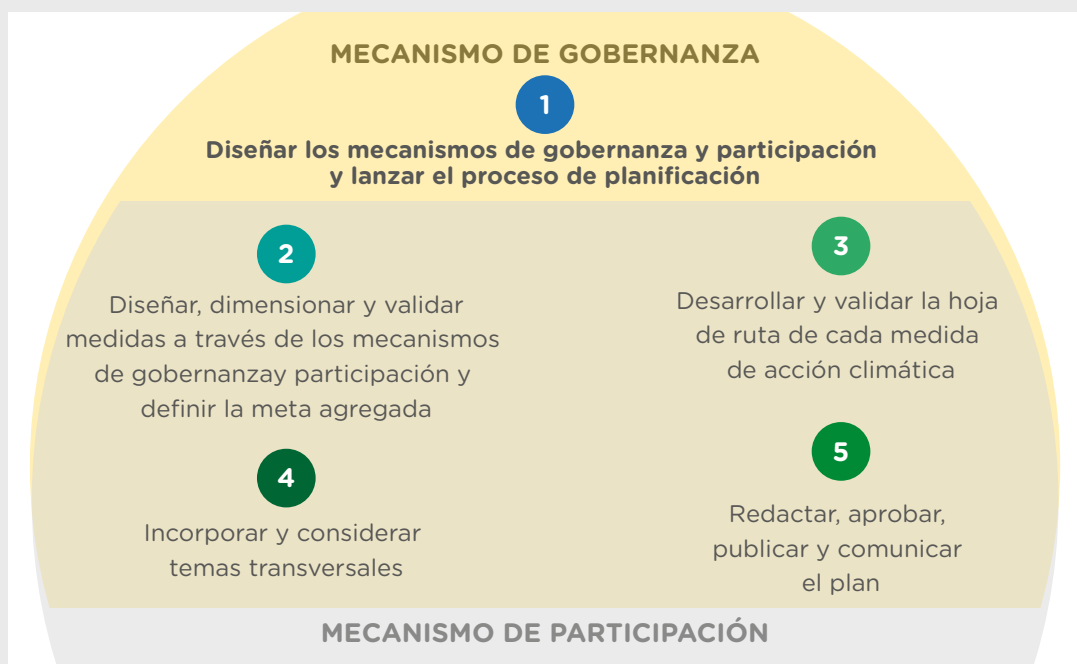 MECANISMO DE GOBERNANZA
1
Diseñar los mecanismos de gobernanza y participación
y lanzar el proceso de planificación
2
Diseñar, dimensionar y validar
medidas a través de los mecanismos
de gobernanzay participación y
definir la meta agregada
3
Desarrollar y validar la hoja
de ruta de cada medida
de acción climática
4
Incorporar y considerar
temas transversales
5
Redactar, aprobar,
publicar y comunicar
el plan
MECANISMO DE PARTICIPACIÓN